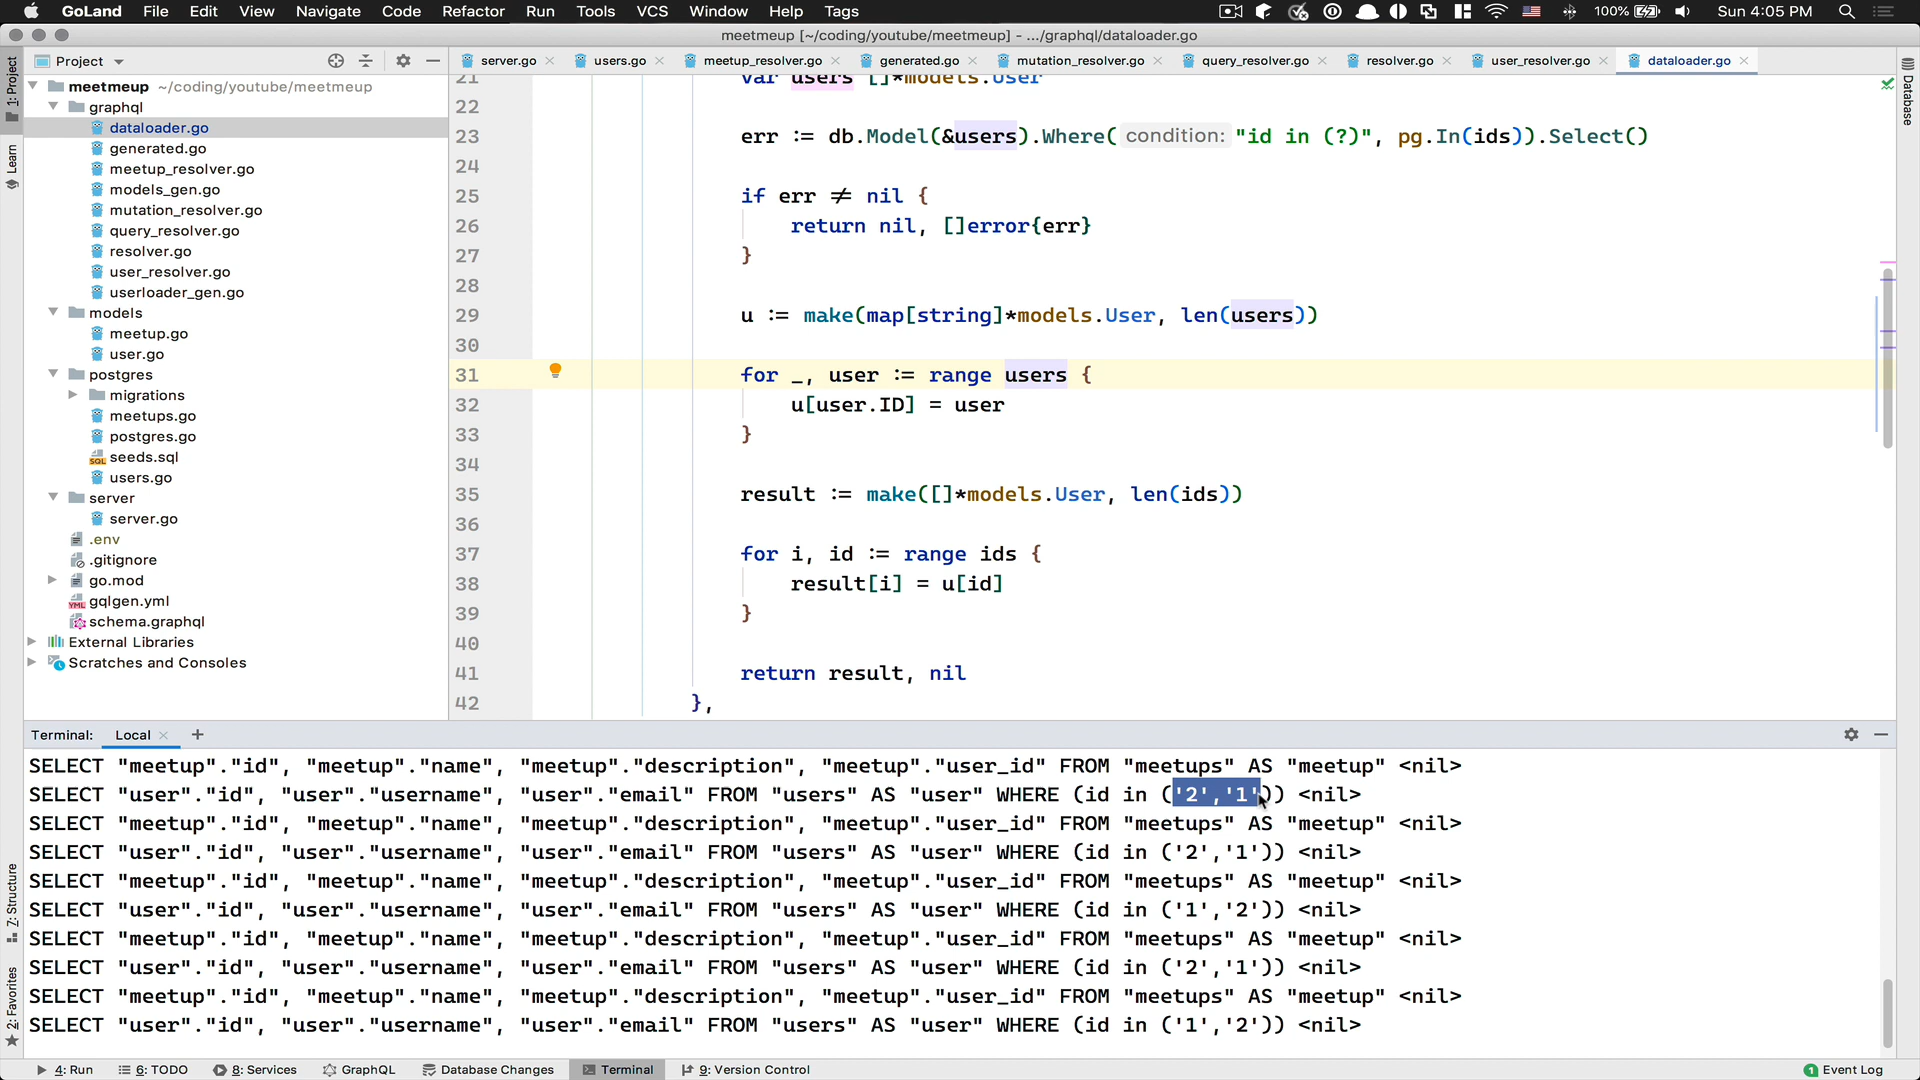 GoLand File Edit View Navigate Code Refactor Run Tools VCS Window Help Tags 100% Sun 4:05 PM
meetmeup [~/coding/youtube/meetmeup] - .../graphql/dataloader.go
Project
server.go users.go meetup_resolver.go generated.go mutation_resolver.go query_resolver.go resolver.go user_resolver.go dataloader.go
1: Project
Learn
7: Structure
2: Favorites
Database
meetmeup ~/coding/youtube/meetmeup
graphql
dataloader.go
generated.go
meetup_resolver.go
models_gen.go
mutation_resolver.go
query_resolver.go
resolver.go
user_resolver.go
userloader_gen.go
models
meetup.go
user.go
postgres
migrations
meetups.go
postgres.go
seeds.sql
users.go
server
server.go
.env
.gitignore
go.mod
gqlgen.yml
schema.graphql
External Libraries
Scratches and Consoles
21 var users []*models.User
22
23 err := db.Model(&users).Where( condition: "id in (?)", pg.In(ids)).Select()
24
25 if err ≠ nil {
26 return nil, []error{err}
27 }
28
29 u := make(map[string]*models.User, len(users))
30
31 for _, user := range users {
32 u[user.ID] = user
33 }
34
35 result := make([]*models.User, len(ids))
36
37 for i, id := range ids {
38 result[i] = u[id]
39 }
40
41 return result, nil
42 },
Terminal: Local +
SELECT "meetup"."id", "meetup"."name", "meetup"."description", "meetup"."user_id" FROM "meetups" AS "meetup" <nil>
SELECT "user"."id", "user"."username", "user"."email" FROM "users" AS "user" WHERE (id in ('2','1')) <nil>
SELECT "meetup"."id", "meetup"."name", "meetup"."description", "meetup"."user_id" FROM "meetups" AS "meetup" <nil>
SELECT "user"."id", "user"."username", "user"."email" FROM "users" AS "user" WHERE (id in ('2','1')) <nil>
SELECT "meetup"."id", "meetup"."name", "meetup"."description", "meetup"."user_id" FROM "meetups" AS "meetup" <nil>
SELECT "user"."id", "user"."username", "user"."email" FROM "users" AS "user" WHERE (id in ('1','2')) <nil>
SELECT "meetup"."id", "meetup"."name", "meetup"."description", "meetup"."user_id" FROM "meetups" AS "meetup" <nil>
SELECT "user"."id", "user"."username", "user"."email" FROM "users" AS "user" WHERE (id in ('2','1')) <nil>
SELECT "meetup"."id", "meetup"."name", "meetup"."description", "meetup"."user_id" FROM "meetups" AS "meetup" <nil>
SELECT "user"."id", "user"."username", "user"."email" FROM "users" AS "user" WHERE (id in ('1','2')) <nil>
4: Run 6: TODO 8: Services GraphQL Database Changes Terminal 9: Version Control 1 Event Log